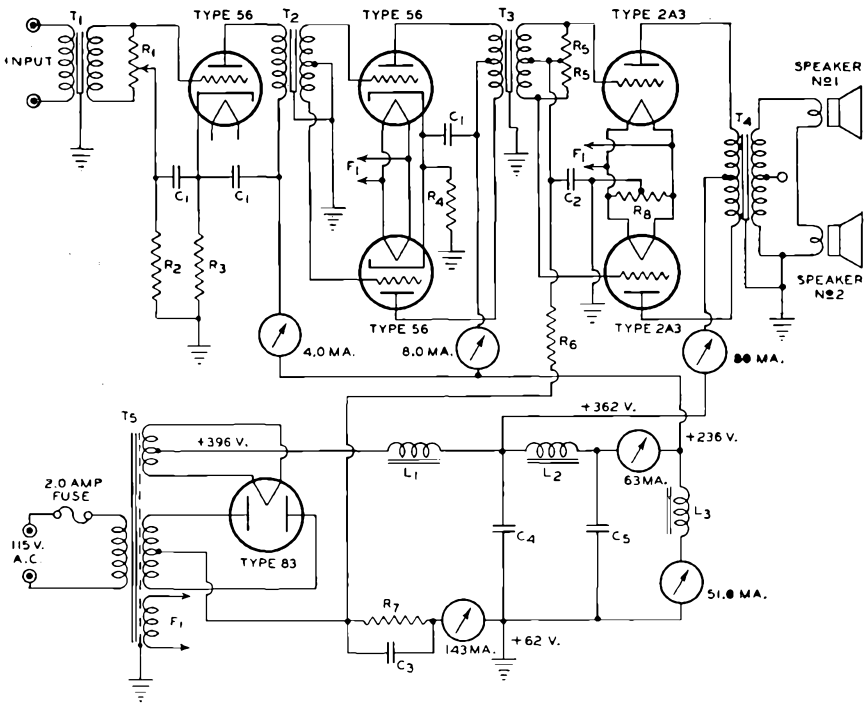 TYPE 56
TYPE 56
TYPE 2A3
T1
T2
T3
INPUT
R1
R5
R5
SPEAKER
Nº1
T4
C1
F1
F1
C1
C1
R4
C2
R8
R2
R3
SPEAKER
Nº2
TYPE 56
TYPE 2A3
4.0 MA.
8.0 MA.
R6
80 MA.
+362 V.
T5
+396 V.
+236 V.
L1
L2
63 MA.
2.0 AMP
FUSE
L3
115 V.
A.C.
C4
C5
TYPE 83
51.0 MA.
F1
R7
C3
143 MA.
+62 V.